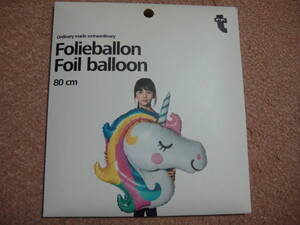 Ordinary made extraordinary
Folieballon
Foil balloon
80 cm
t